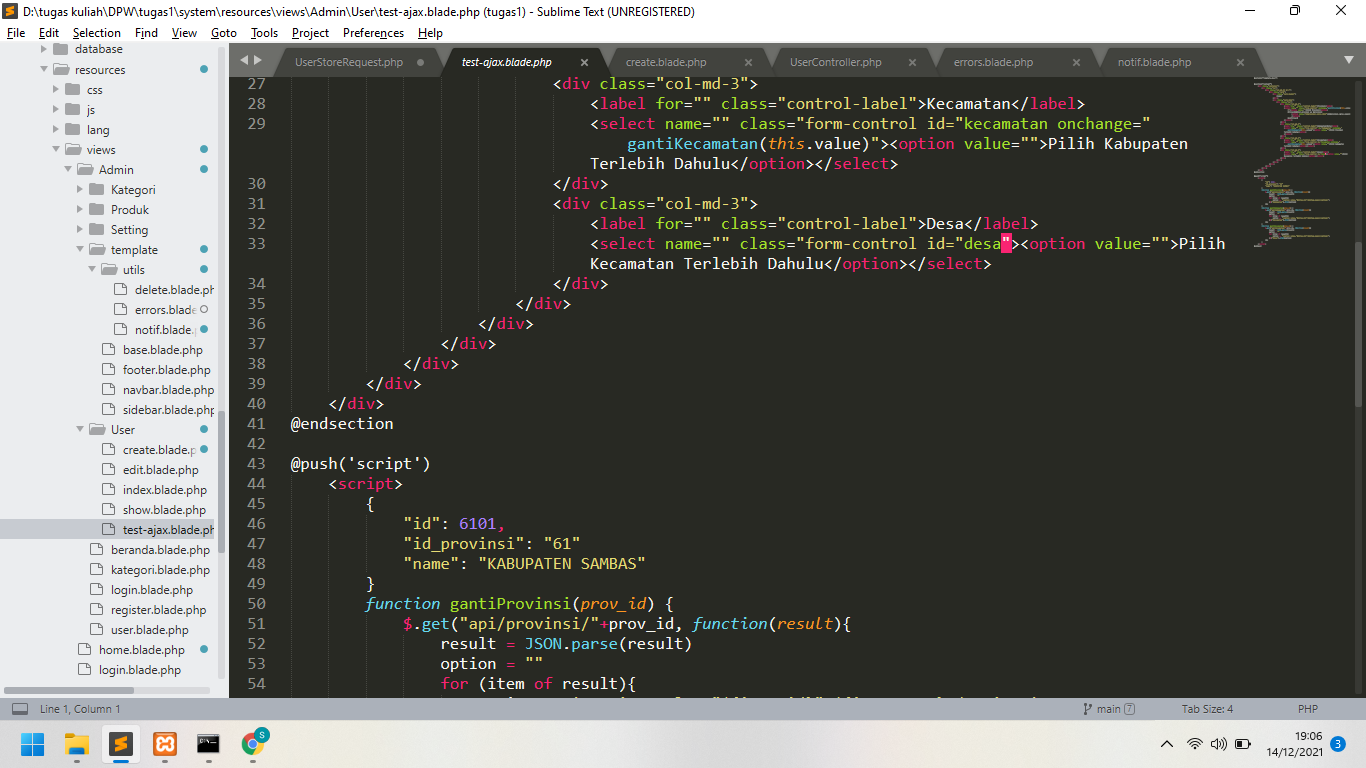 D:\tugas kuliah\DPW\tugas1\system\resources\views\Admin\User\test-ajax.blade.php (tugas1) - Sublime Text (UNREGISTERED)
File Edit Selection Find View Goto Tools Project Preferences Help
database
resources
css
js
lang
views
Admin
Kategori
Produk
Setting
template
utils
delete.blade.ph
errors.blade
notif.blade.
base.blade.php
footer.blade.php
navbar.blade.php
sidebar.blade.php
User
create.blade.p
edit.blade.php
index.blade.php
show.blade.php
test-ajax.blade.ph
beranda.blade.php
kategori.blade.php
login.blade.php
register.blade.php
user.blade.php
home.blade.php
login.blade.php
UserStoreRequest.php test-ajax.blade.php create.blade.php UserController.php errors.blade.php notif.blade.php
27 <div class="col-md-3">
28 <label for="" class="control-label">Kecamatan</label>
29 <select name="" class="form-control id="kecamatan onchange="
gantiKecamatan(this.value)"><option value="">Pilih Kabupaten
Terlebih Dahulu</option></select>
30 </div>
31 <div class="col-md-3">
32 <label for="" class="control-label">Desa</label>
33 <select name="" class="form-control id="desa"><option value="">Pilih
Kecamatan Terlebih Dahulu</option></select>
34 </div>
35 </div>
36 </div>
37 </div>
38 </div>
39 </div>
40 </div>
41 @endsection
42
43 @push('script')
44 <script>
45 {
46 "id": 6101,
47 "id_provinsi": "61"
48 "name": "KABUPATEN SAMBAS"
49 }
50 function gantiProvinsi(prov_id) {
51 $.get("api/provinsi/"+prov_id, function(result){
52 result = JSON.parse(result)
53 option = ""
54 for (item of result){
Line 1, Column 1 main 7 Tab Size: 4 PHP
S
19:06
14/12/2021 3